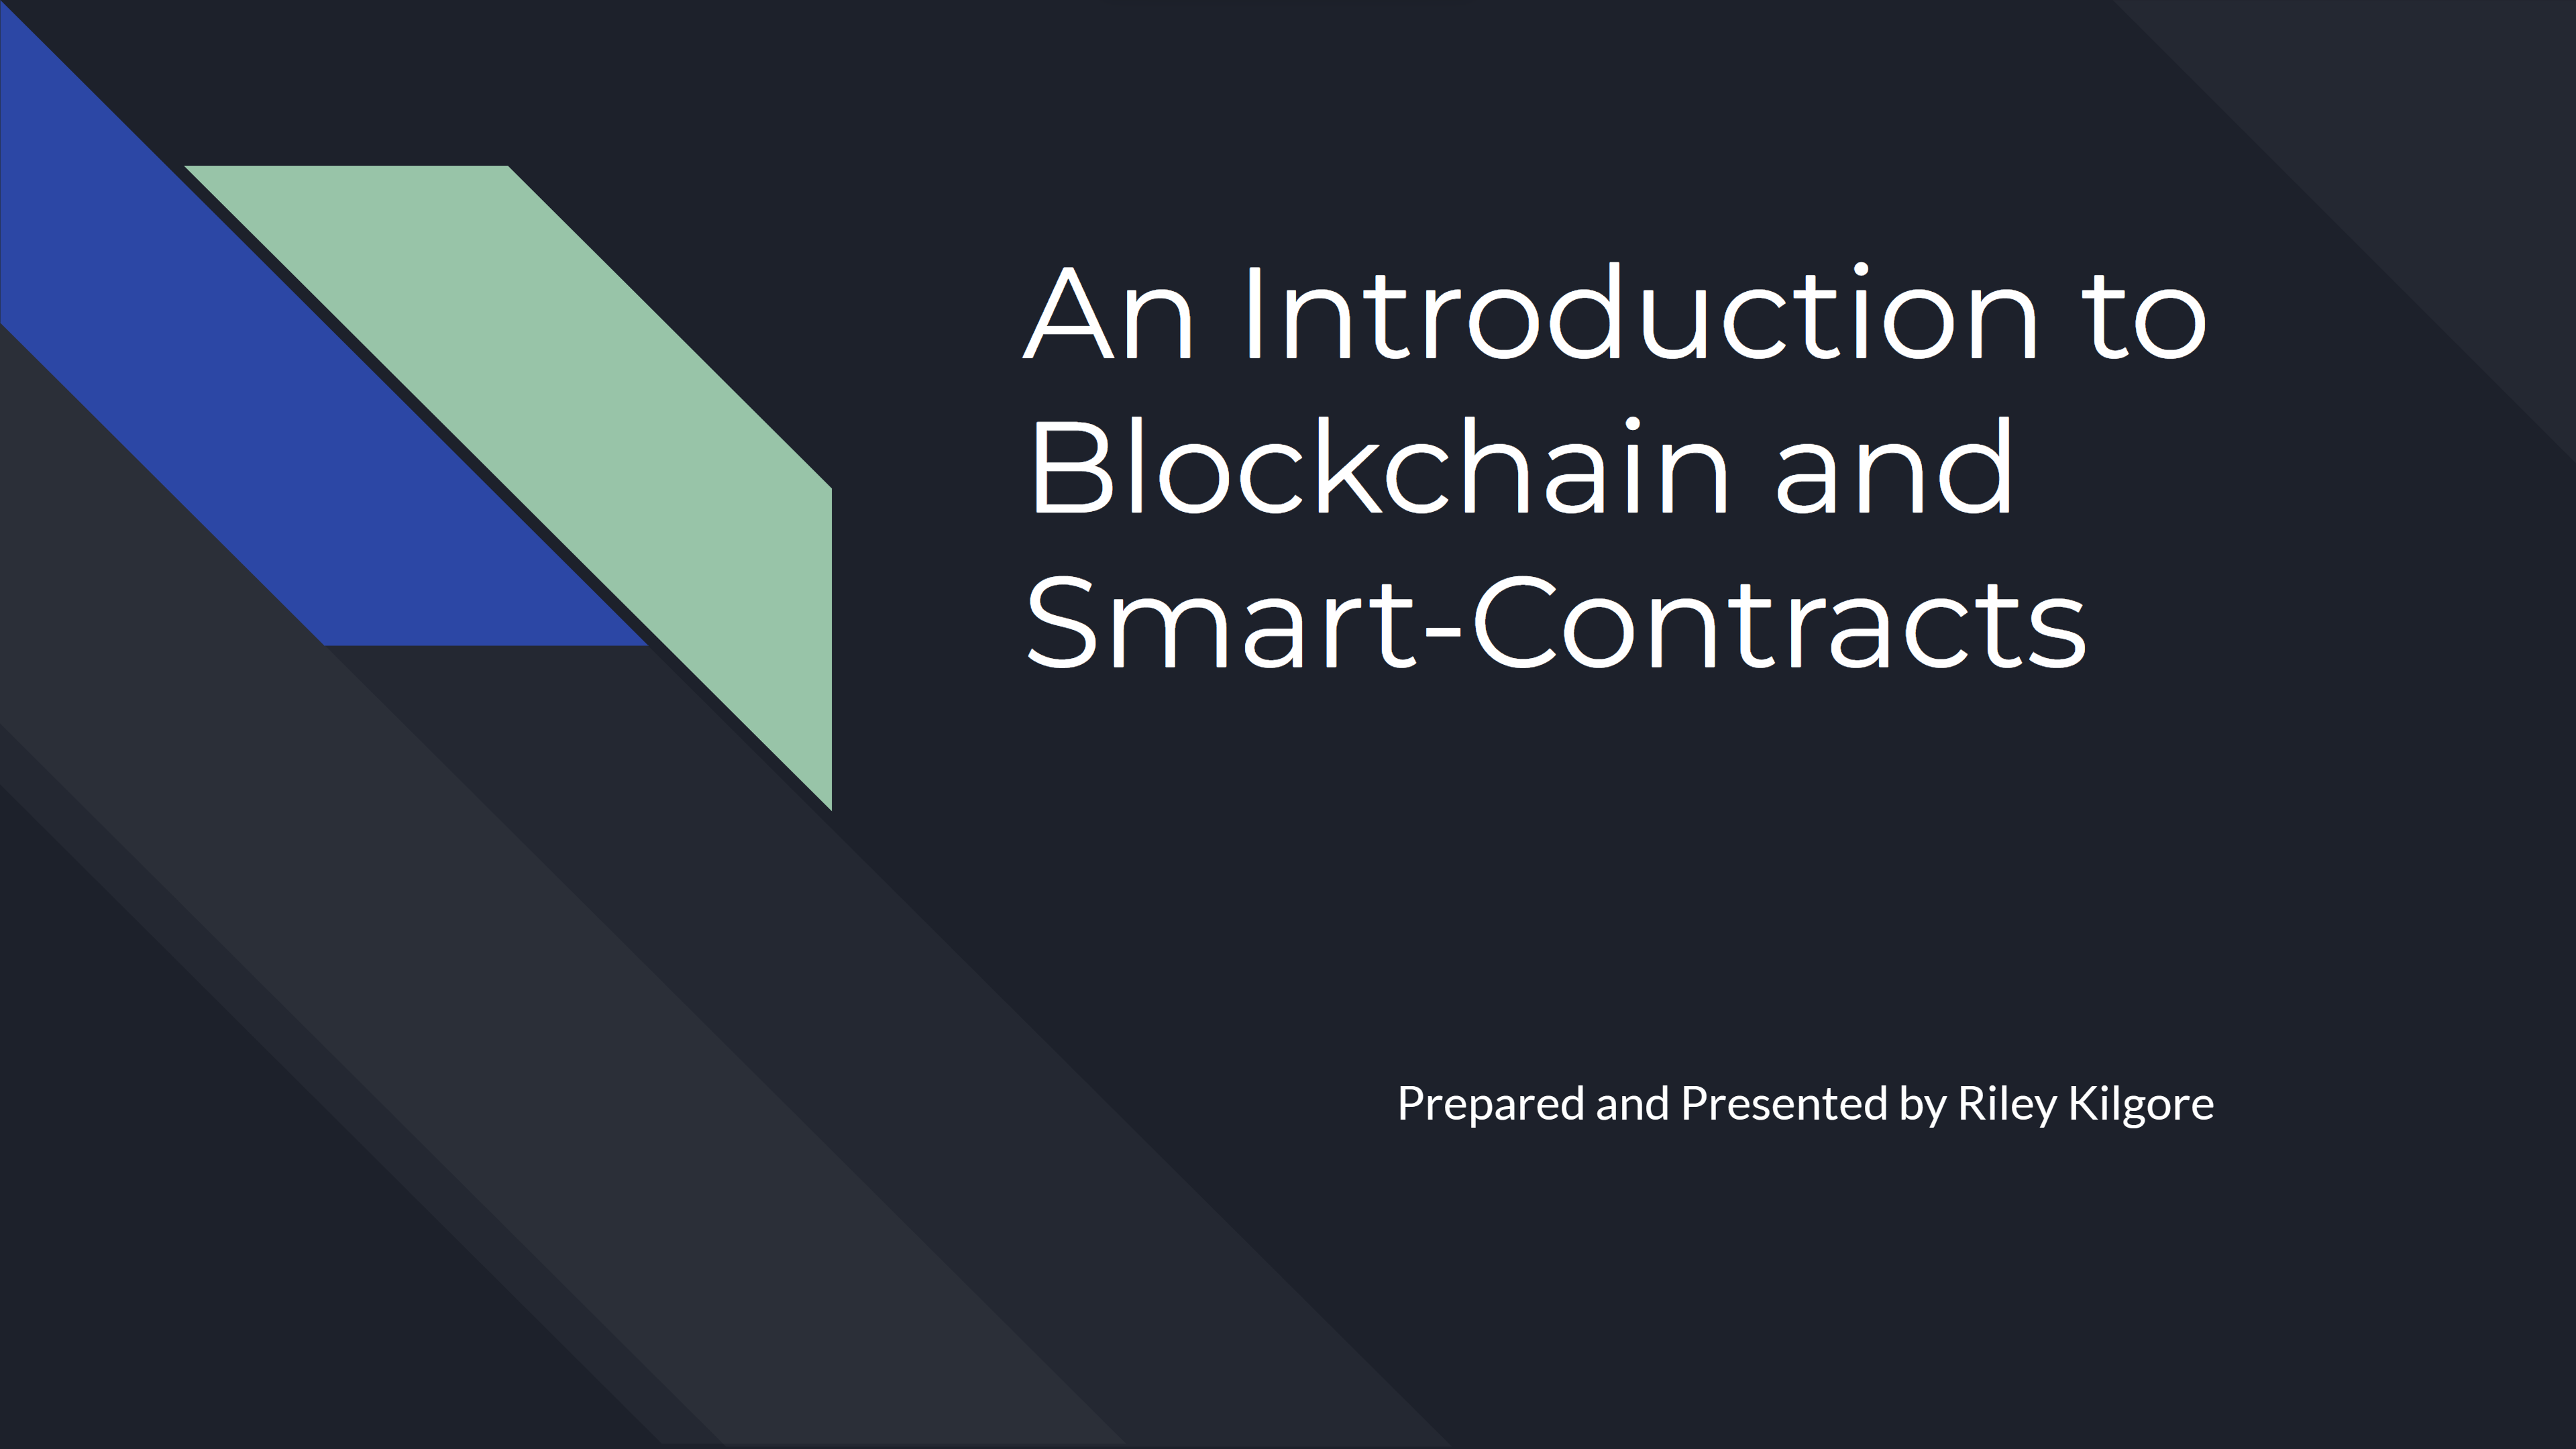 An Introduction to
Blockchain and
Smart-Contracts
Prepared and Presented by Riley Kilgore